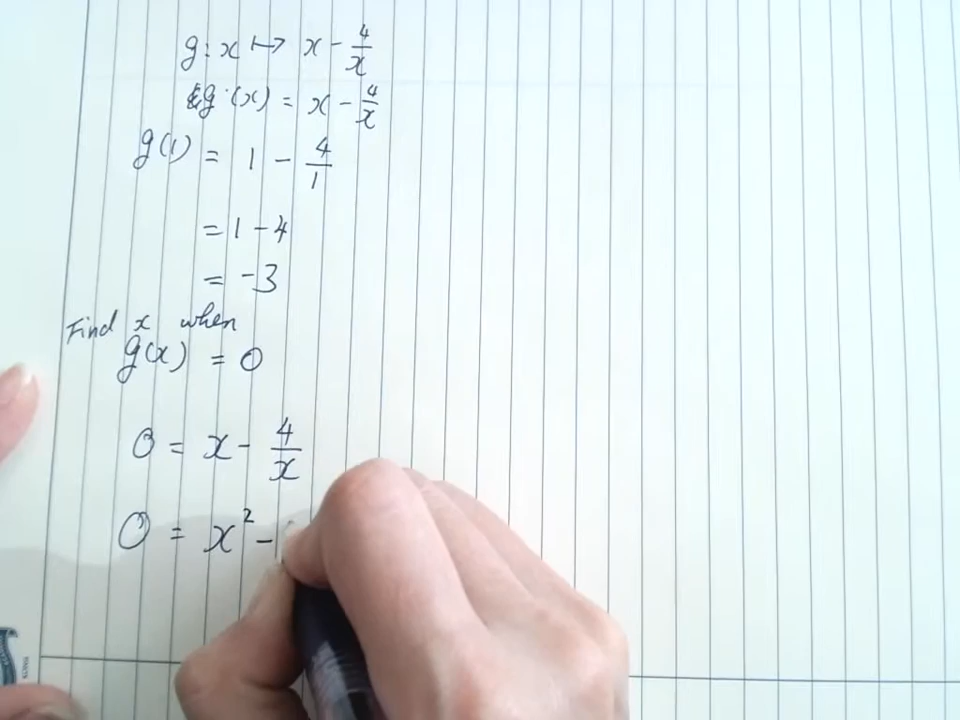 g : x ↦ x - 4/x
g(x) = x - 4/x
g(1) = 1 - 4/1
= 1 - 4
= -3
Find x when
g(x) = 0
0 = x - 4/x
0 = x² -